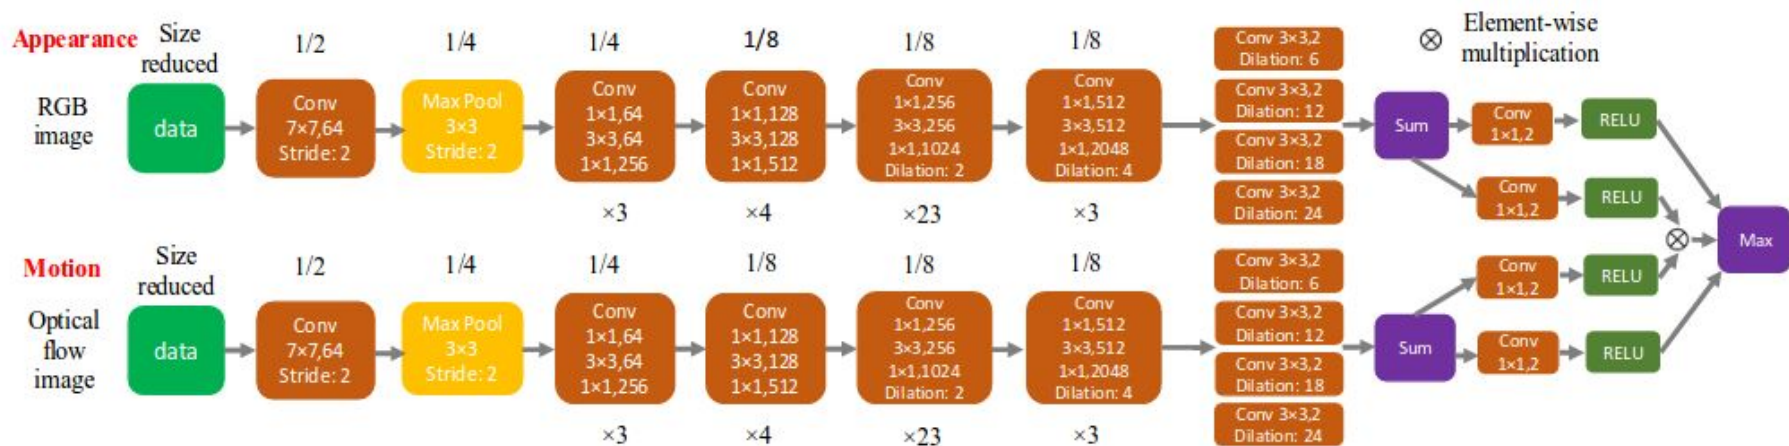 Appearance
Size
reduced
1/2
1/4
1/4
1/8
1/8
1/8
RGB
image
data
Conv
7×7,64
Stride: 2
Max Pool
3×3
Stride: 2
Conv
1×1,64
3×3,64
1×1,256
×3
Conv
1×1,128
3×3,128
1×1,512
×4
Conv
1×1,256
3×3,256
1×1,1024
Dilation: 2
×23
Conv
1×1,512
3×3,512
1×1,2048
Dilation: 4
×3
Conv 3×3,2
Dilation: 6
Conv 3×3,2
Dilation: 12
Conv 3×3,2
Dilation: 18
Conv 3×3,2
Dilation: 24
Sum
Conv
1×1,2
RELU
Conv
1×1,2
RELU
⊗
Element-wise
multiplication
⊗
Max
Motion
Size
reduced
1/2
1/4
1/4
1/8
1/8
1/8
Optical
flow
image
data
Conv
7×7,64
Stride: 2
Max Pool
3×3
Stride: 2
Conv
1×1,64
3×3,64
1×1,256
×3
Conv
1×1,128
3×3,128
1×1,512
×4
Conv
1×1,256
3×3,256
1×1,1024
Dilation: 2
×23
Conv
1×1,512
3×3,512
1×1,2048
Dilation: 4
×3
Conv 3×3,2
Dilation: 6
Conv 3×3,2
Dilation: 12
Conv 3×3,2
Dilation: 18
Conv 3×3,2
Dilation: 24
Sum
Conv
1×1,2
RELU
Conv
1×1,2
RELU